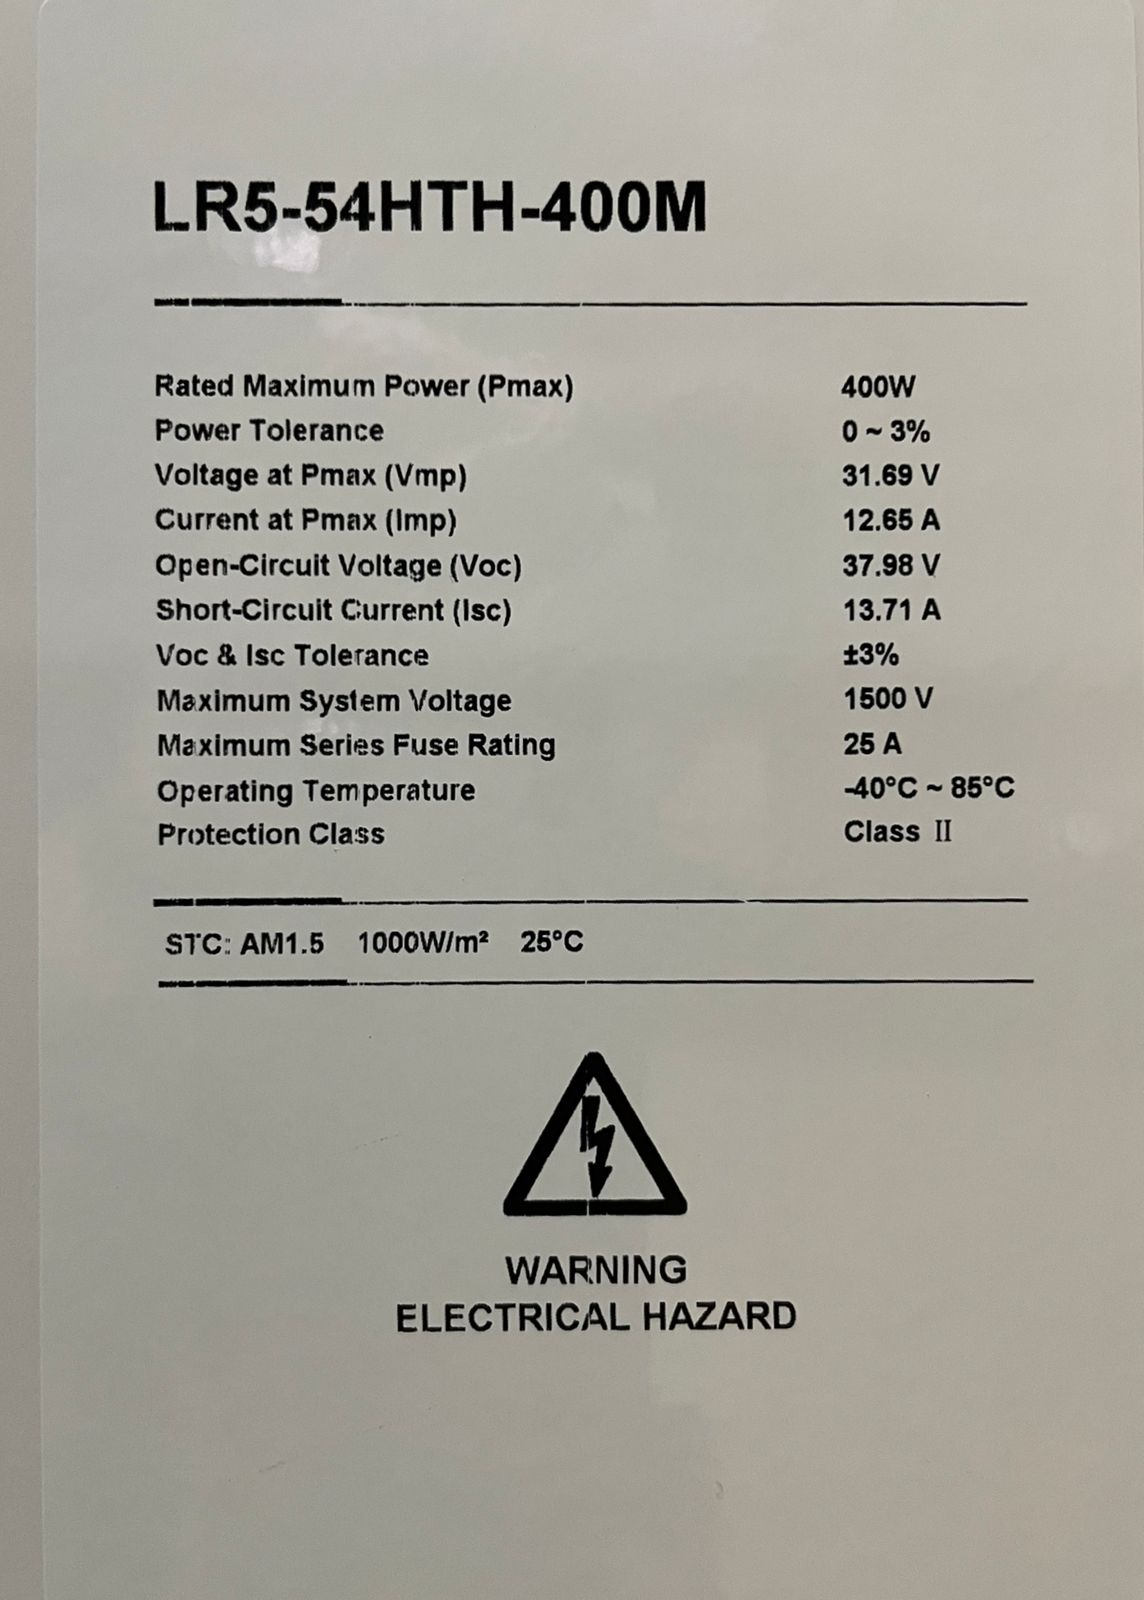 LR5-54HTH-400M
Rated Maximum Power (Pmax) 400W
Power Tolerance 0 ~ 3%
Voltage at Pmax (Vmp) 31.69 V
Current at Pmax (Imp) 12.65 A
Open-Circuit Voltage (Voc) 37.98 V
Short-Circuit Current (Isc) 13.71 A
Voc & Isc Tolerance ±3%
Maximum System Voltage 1500 V
Maximum Series Fuse Rating 25 A
Operating Temperature -40°C ~ 85°C
Protection Class Class II
STC: AM1.5 1000W/m² 25°C
WARNING
ELECTRICAL HAZARD